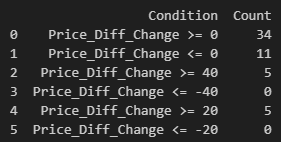 Condition  Count
0    Price_Diff_Change >= 0     34
1    Price_Diff_Change <= 0     11
2   Price_Diff_Change >= 40      5
3  Price_Diff_Change <= -40      0
4   Price_Diff_Change >= 20      5
5  Price_Diff_Change <= -20      0